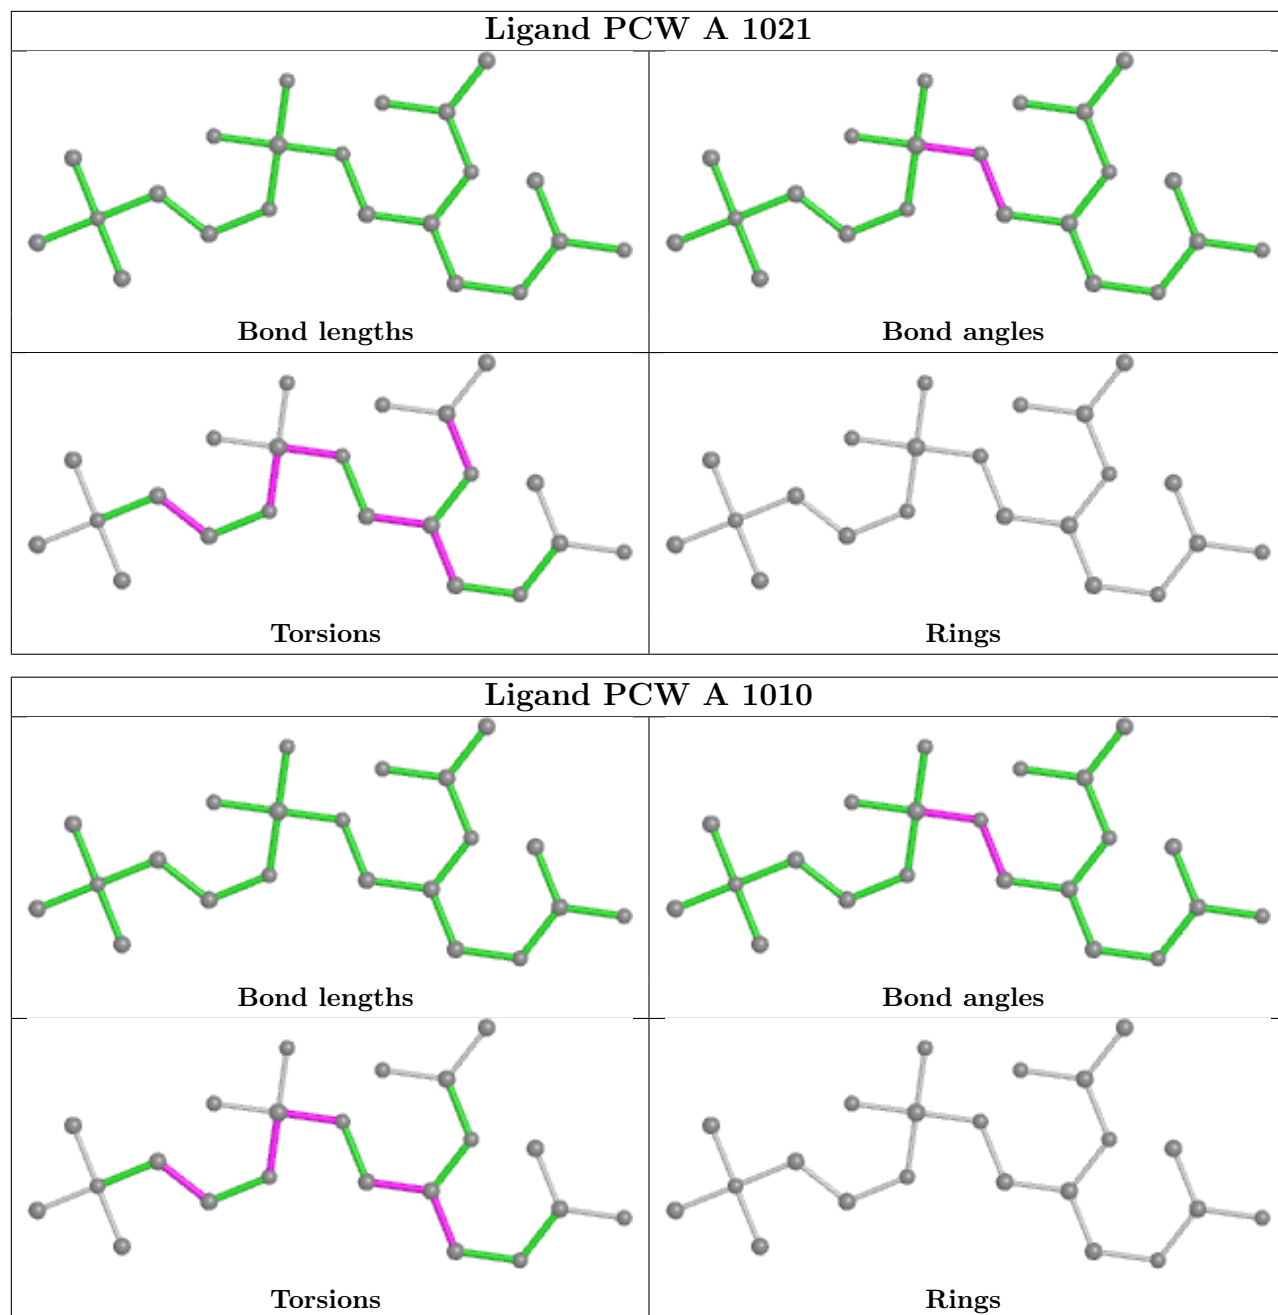 Ligand PCW A 1021
Bond lengths
Bond angles
Torsions
Rings
Ligand PCW A 1010
Bond lengths
Bond angles
Torsions
Rings